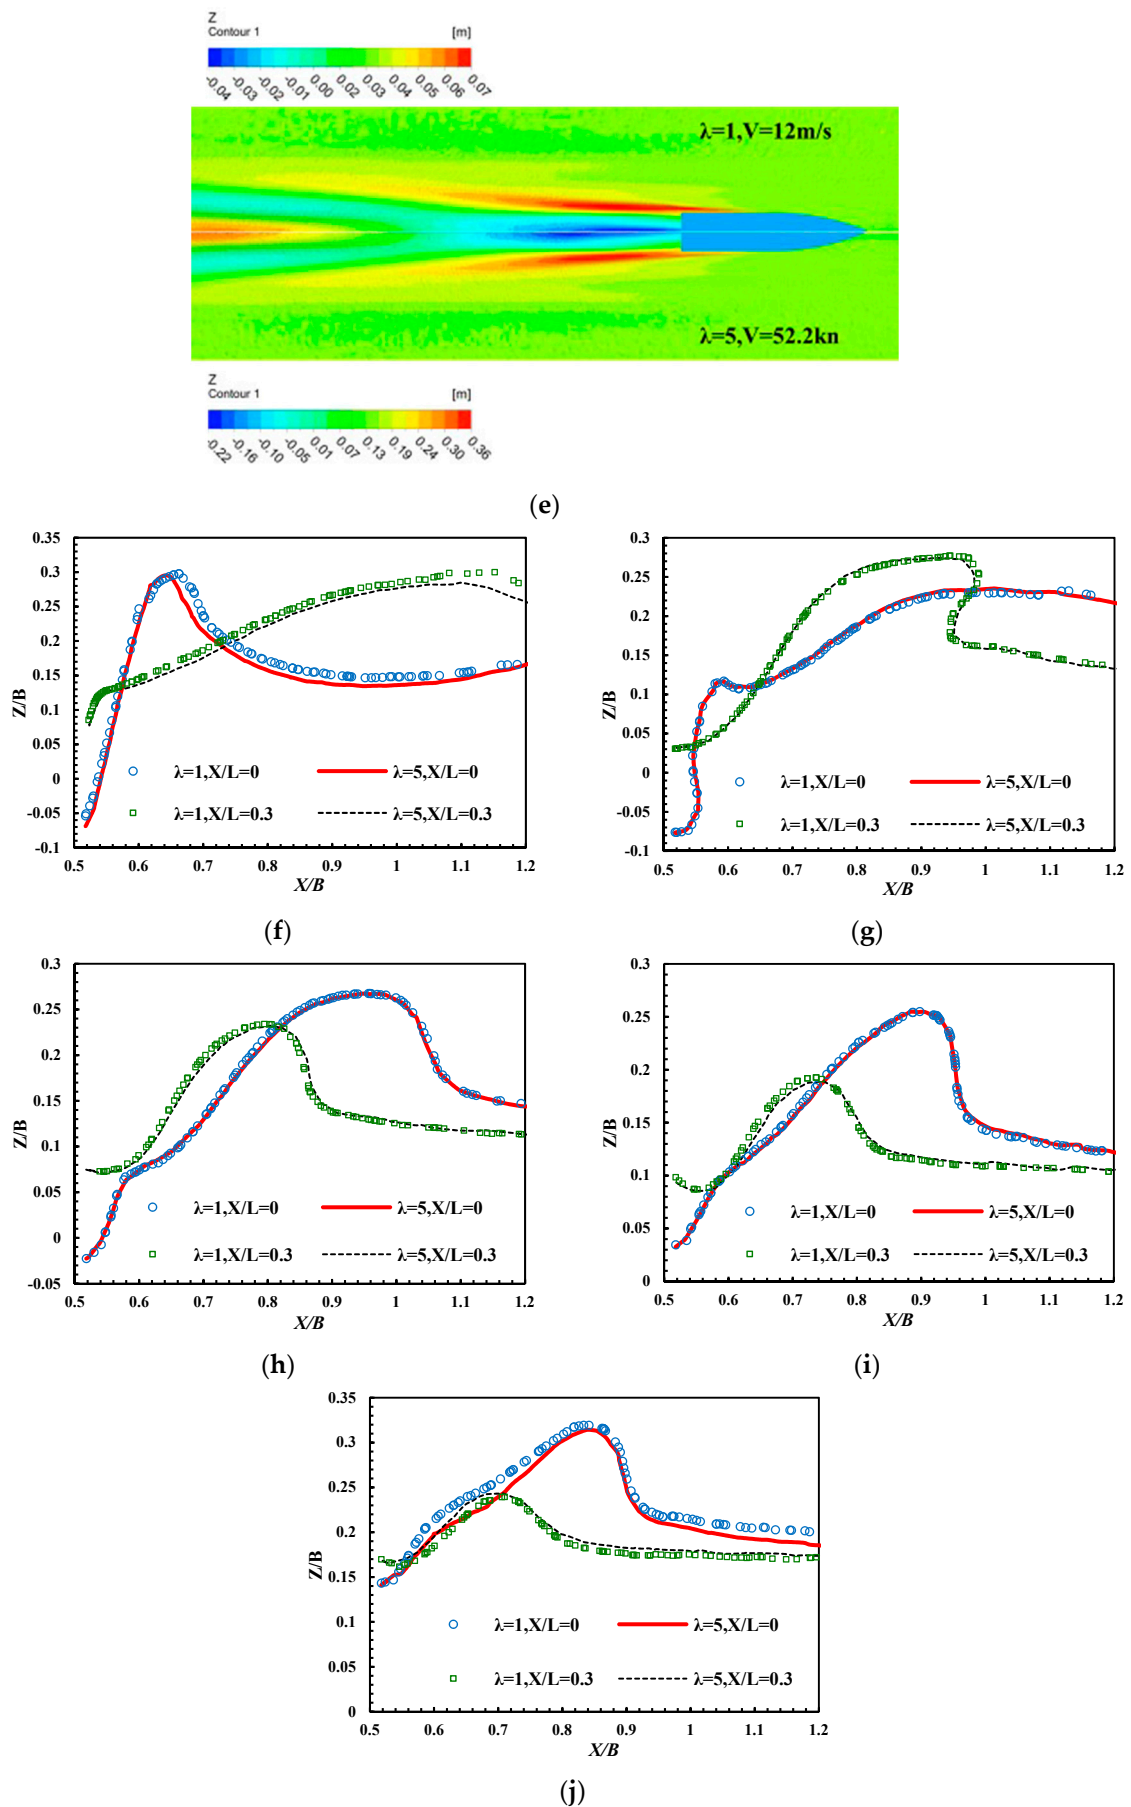 Z
Contour 1 [m]
-0.04 -0.03 -0.02 -0.01 0.00 0.02 0.03 0.04 0.05 0.06 0.07
λ=1,V=12m/s
λ=5,V=52.2kn
Z
Contour 1 [m]
-0.22 -0.16 -0.10 -0.05 0.01 0.07 0.13 0.19 0.24 0.30 0.36
(e)
0.35
0.3
0.25
0.2
0.15
0.1
0.05
0
-0.05
-0.1
Z/B
λ=1,X/L=0 λ=5,X/L=0
λ=1,X/L=0.3 λ=5,X/L=0.3
0.5 0.6 0.7 0.8 0.9 1 1.1 1.2
X/B
(f)
0.3
0.25
0.2
0.15
0.1
0.05
0
-0.05
-0.1
Z/B
λ=1,X/L=0 λ=5,X/L=0
λ=1,X/L=0.3 λ=5,X/L=0.3
0.5 0.6 0.7 0.8 0.9 1 1.1 1.2
X/B
(g)
0.3
0.25
0.2
0.15
0.1
0.05
0
-0.05
Z/B
λ=1,X/L=0 λ=5,X/L=0
λ=1,X/L=0.3 λ=5,X/L=0.3
0.5 0.6 0.7 0.8 0.9 1 1.1 1.2
X/B
(h)
0.3
0.25
0.2
0.15
0.1
0.05
0
Z/B
λ=1,X/L=0 λ=5,X/L=0
λ=1,X/L=0.3 λ=5,X/L=0.3
0.5 0.6 0.7 0.8 0.9 1 1.1 1.2
X/B
(i)
0.35
0.3
0.25
0.2
0.15
0.1
0.05
0
Z/B
λ=1,X/L=0 λ=5,X/L=0
λ=1,X/L=0.3 λ=5,X/L=0.3
0.5 0.6 0.7 0.8 0.9 1 1.1 1.2
X/B
(j)